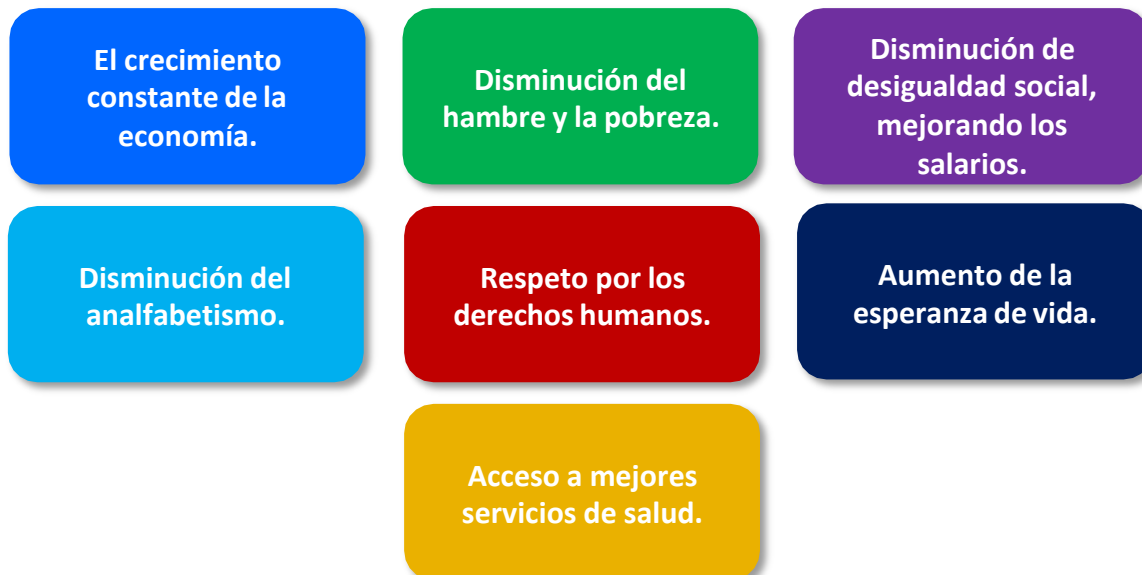 El crecimiento
constante de la
economía.
Disminución del
hambre y la pobreza.
Disminución de
desigualdad social,
mejorando los
salarios.
Disminución del
analfabetismo.
Respeto por los
derechos humanos.
Aumento de la
esperanza de vida.
Acceso a mejores
servicios de salud.